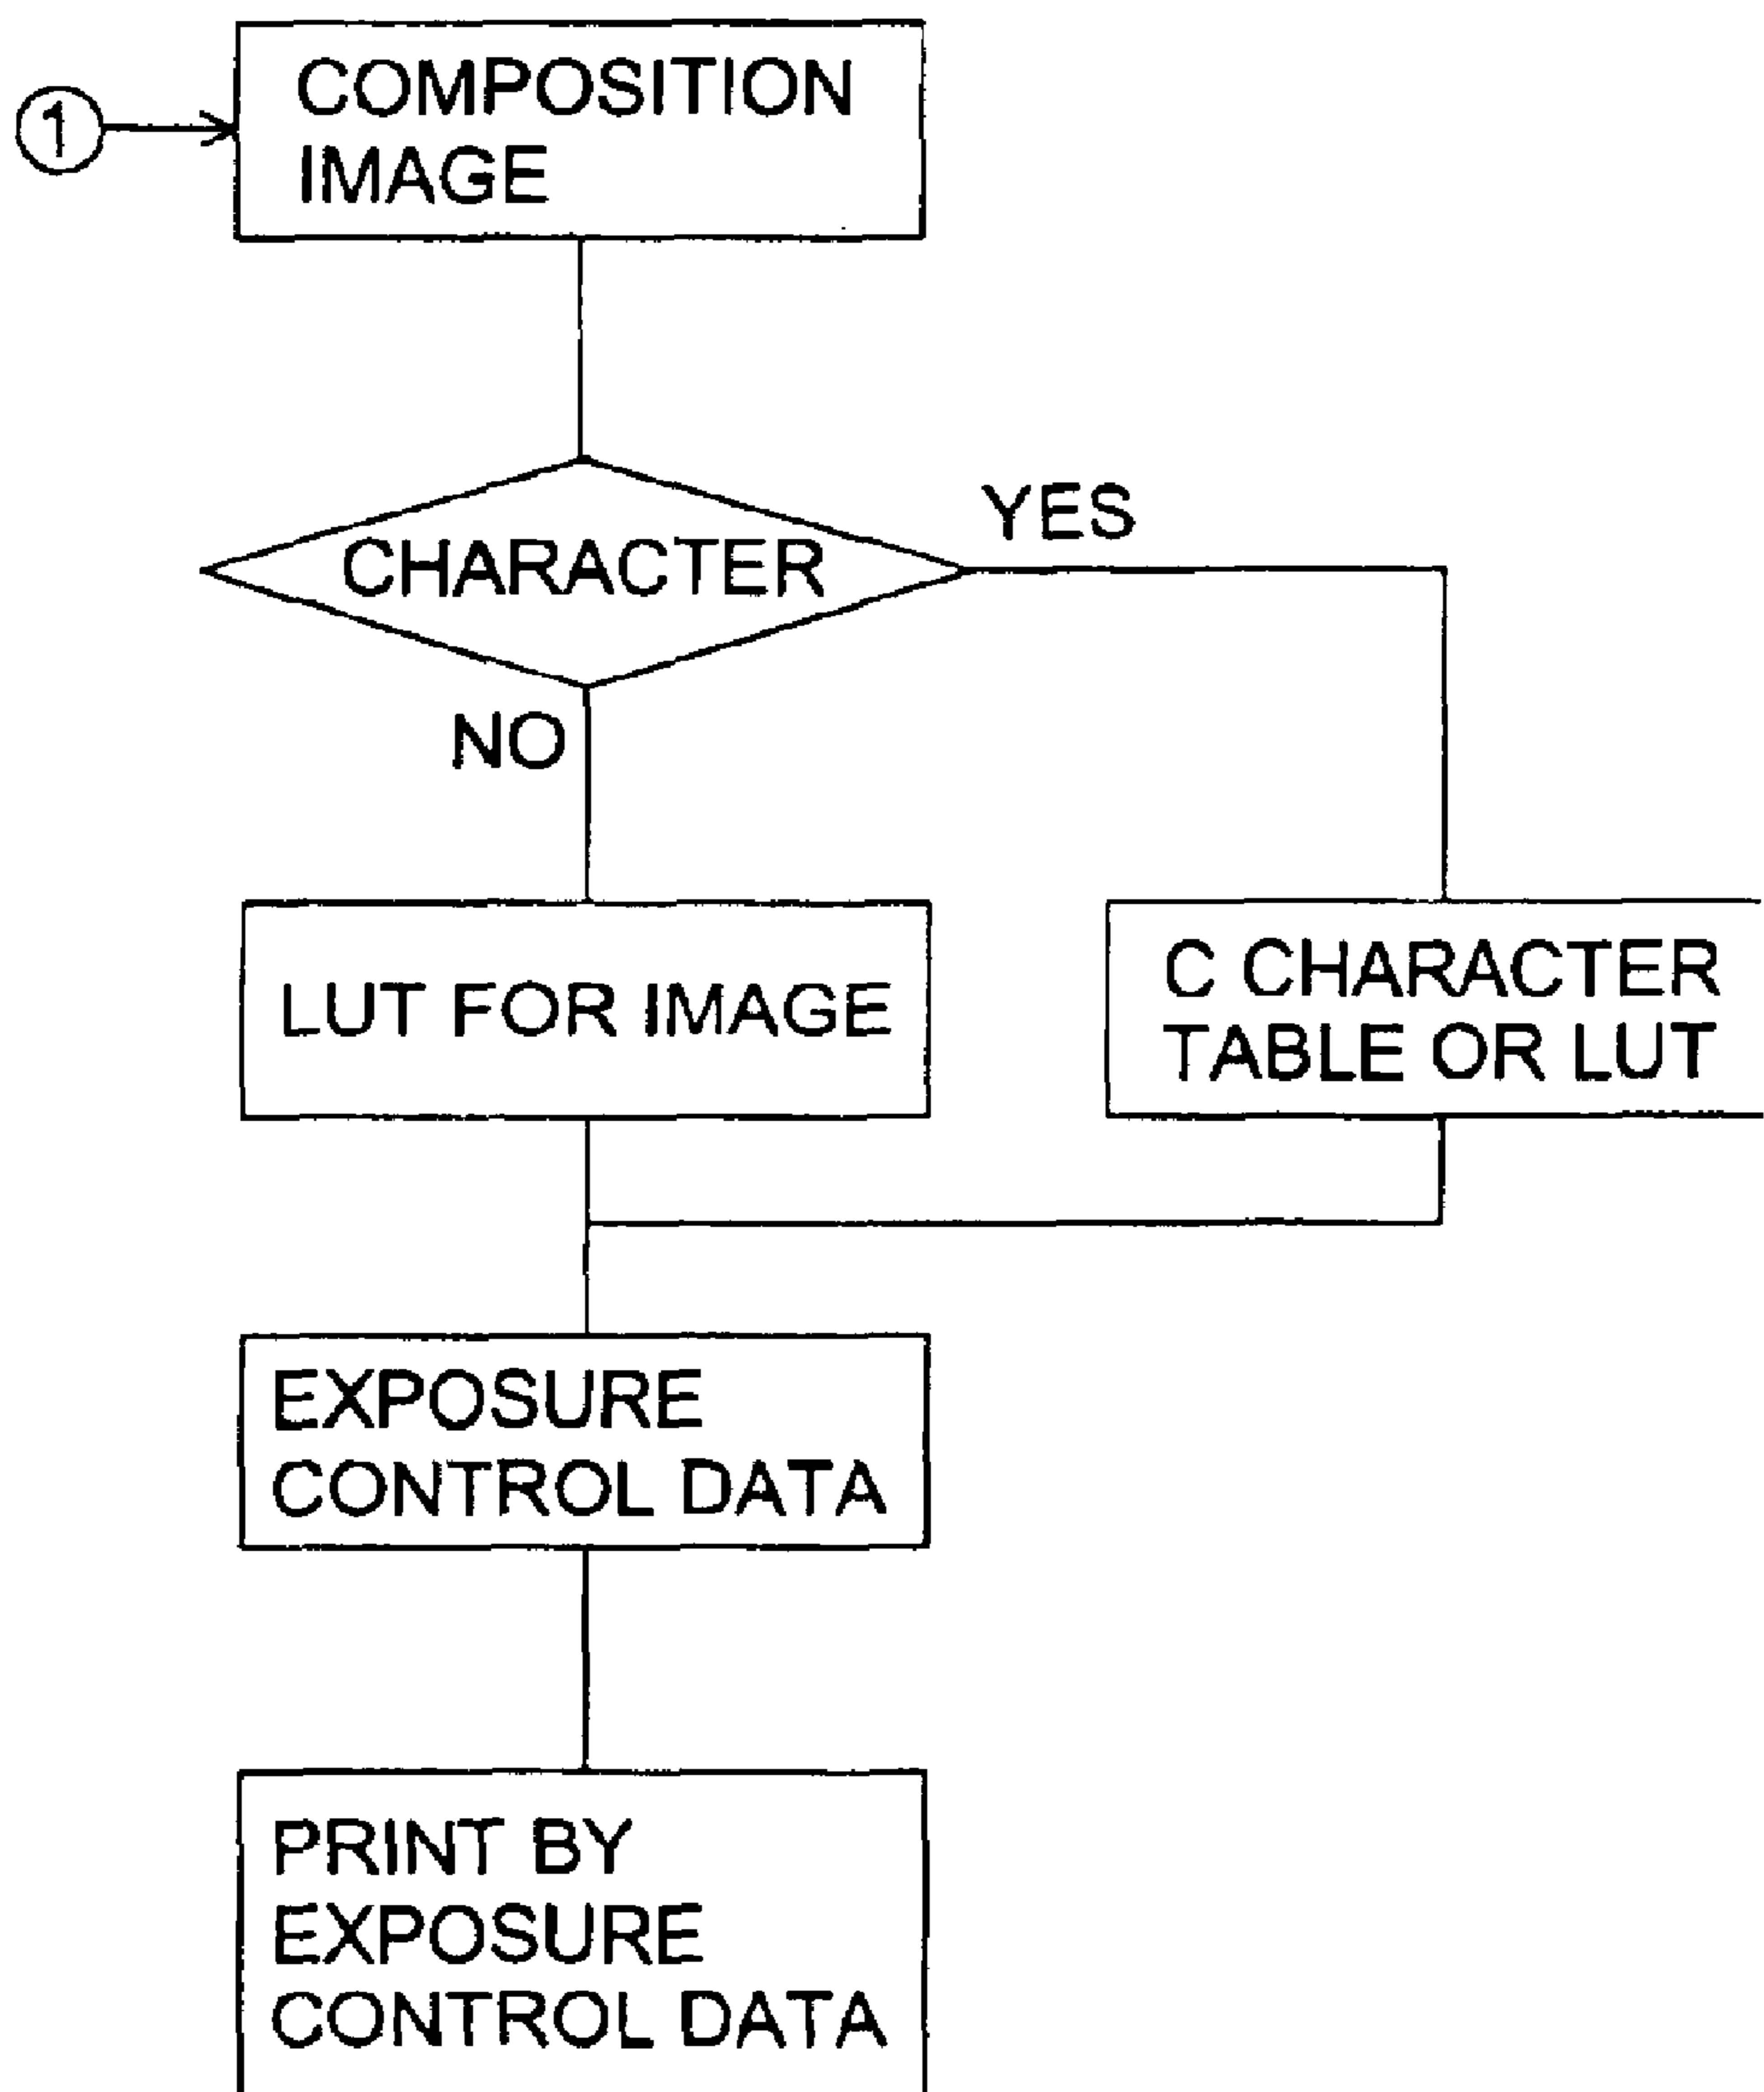 1
COMPOSITION
IMAGE
CHARACTER
YES
NO
LUT FOR IMAGE
C CHARACTER
TABLE OR LUT
EXPOSURE
CONTROL DATA
PRINT BY
EXPOSURE
CONTROL DATA